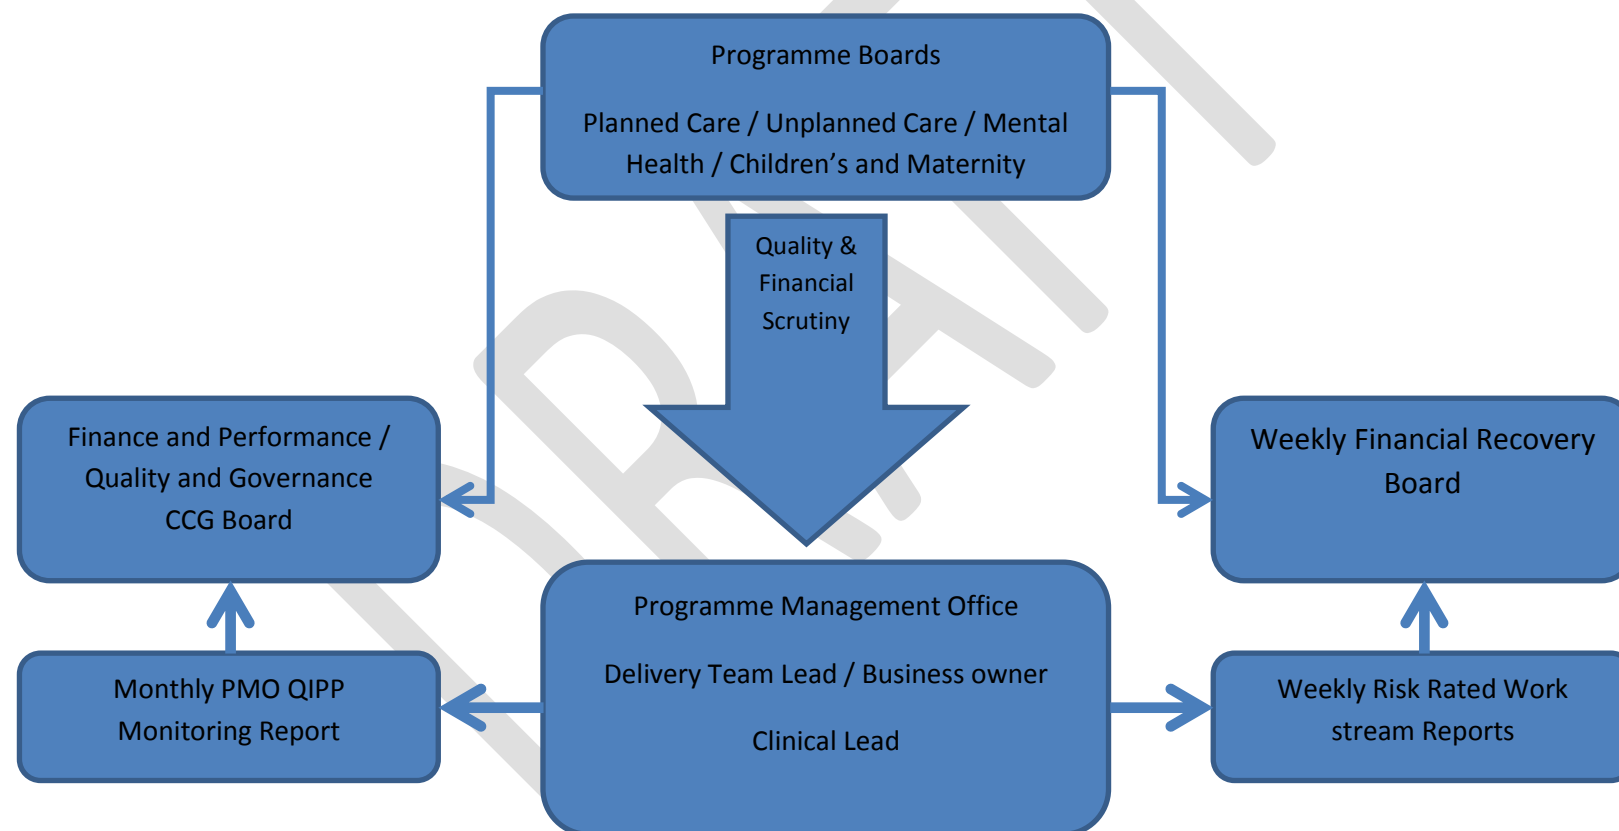 Programme Boards
Planned Care / Unplanned Care / Mental
Health / Children’s and Maternity
Quality &
Financial
Scrutiny
Finance and Performance /
Quality and Governance
CCG Board
Weekly Financial Recovery
Board
Programme Management Office
Delivery Team Lead / Business owner
Clinical Lead
Monthly PMO QIPP
Monitoring Report
Weekly Risk Rated Work
stream Reports
DRAFT